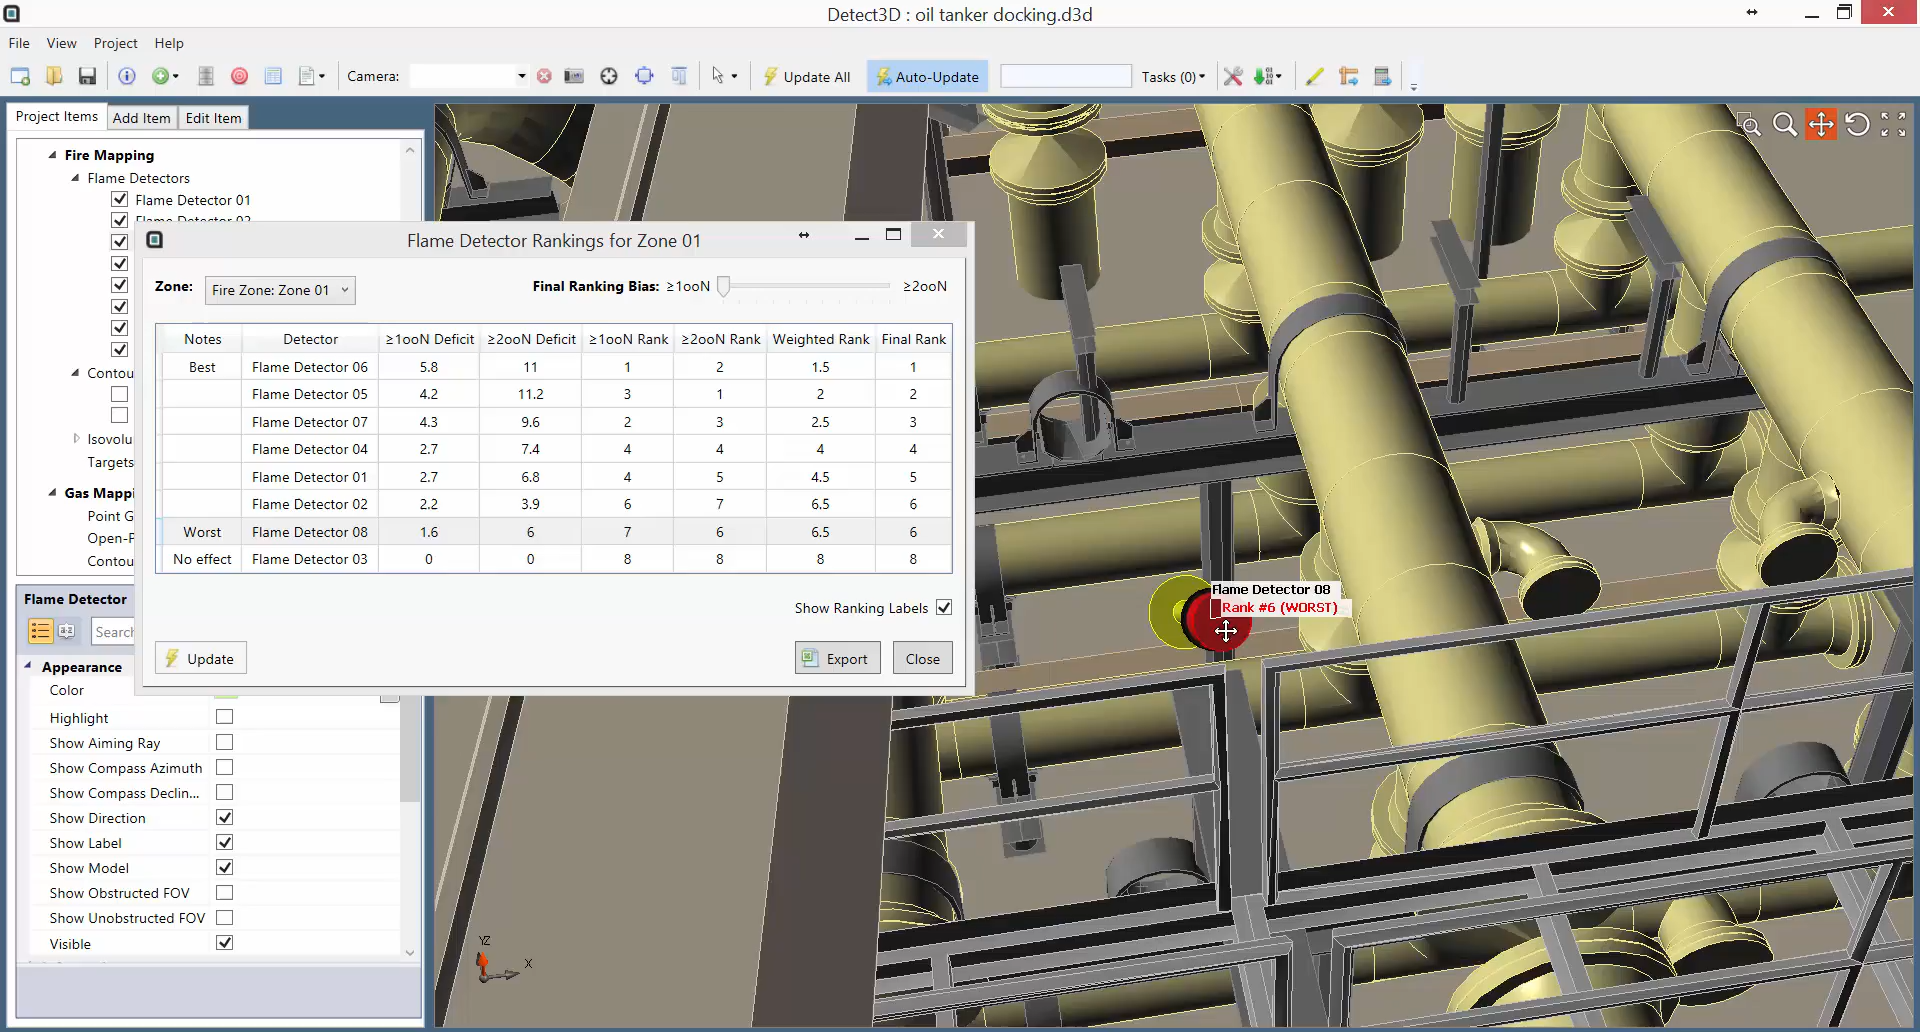 Detect3D : oil tanker docking.d3d
File View Project Help
Camera: Update All Auto-Update Tasks (0)
Project Items Add Item Edit Item
Fire Mapping
Flame Detectors
Flame Detector 01
Flame Detector 02
Contou
Isovolu
Targets
Gas Mappi
Point G
Open-P
Contou
Flame Detector Rankings for Zone 01
Zone: Fire Zone: Zone 01 Final Ranking Bias: ≥1ooN ≥2ooN
Notes Detector ≥1ooN Deficit ≥2ooN Deficit ≥1ooN Rank ≥2ooN Rank Weighted Rank Final Rank
Best Flame Detector 06 5.8 11 1 2 1.5 1
Flame Detector 05 4.2 11.2 3 1 2 2
Flame Detector 07 4.3 9.6 2 3 2.5 3
Flame Detector 04 2.7 7.4 4 4 4 4
Flame Detector 01 2.7 6.8 4 5 4.5 5
Flame Detector 02 2.2 3.9 6 7 6.5 6
Worst Flame Detector 08 1.6 6 7 6 6.5 6
No effect Flame Detector 03 0 0 8 8 8 8
Show Ranking Labels
Update Export Close
Flame Detector
Search
Appearance
Color
Highlight
Show Aiming Ray
Show Compass Azimuth
Show Compass Declin...
Show Direction
Show Label
Show Model
Show Obstructed FOV
Show Unobstructed FOV
Visible
Flame Detector 08
Rank #6 (WORST)
YZ
X